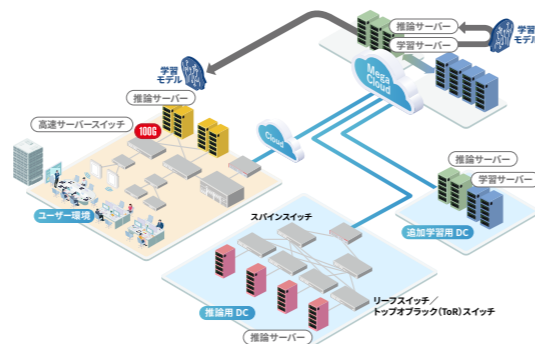 推論サーバー
学習サーバー
学習
モデル
学習
モデル
Mega
Cloud
推論サーバー
高速サーバースイッチ
100G
Cloud
推論サーバー
学習サーバー
ユーザー環境
スパインスイッチ
追加学習用 DC
推論用 DC
リーフスイッチ／
トップオブラック（ToR）スイッチ
推論サーバー